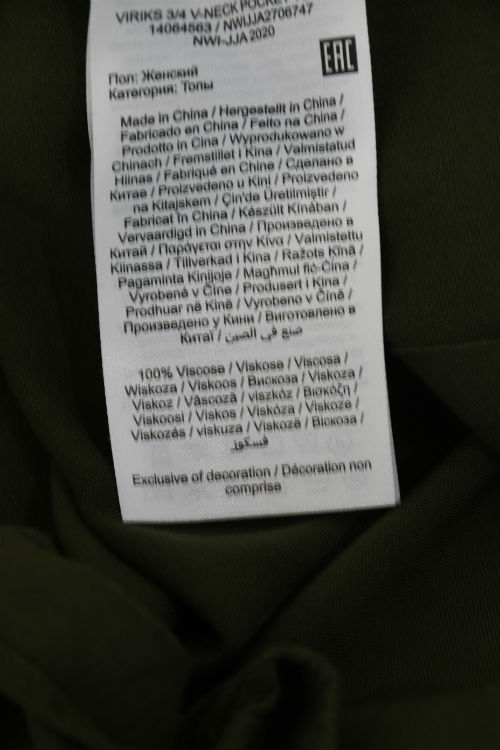 VIRIKS 3/4 V-NECK POCKET
14064563 / NWIJJA2706747
NWI-JJA 2020
EAC
Пол: Женский
Категория: Топы
Made in China / Hergestellt in China /
Fabricado en China / Feito na China /
Prodotto in Cina / Wyprodukowano w
Chinach / Fremstillet i Kina / Valmistatud
Hiinas / Fabriqué en Chine / Сделано в
Китае / Proizvedeno u Kini / Proizvedeno
na Kitajskem / Çin'de Üretilmiştir /
Fabricat în China / Készült Kínában /
Vervaardigd in China / Произведено в
Китай / Παράγεται στην Κίνα / Valmistettu
Kiinassa / Tillverkad i Kina / Ražots Ķīnā /
Pagaminta Kinijoje / Maghmul fiċ-Ċina /
Vyrobené v Číne / Produsert i Kina /
Prodhuar në Kinë / Vyrobeno v Číně /
Произведено у Кини / Виготовлено в
Китаї / صنع في الصين
100% Viscose / Viskose / Viscosa /
Wiskoza / Viskoos / Вискоза / Viskoza /
Viskoz / Vâscoză / viszkóz / Βισκόζη /
Viskoosi / Viskos / Viskóza / Viskoze /
Viskozės / viskuza / Viskozë / Віскоза /
فسكوز
Exclusive of decoration / Décoration non
comprise